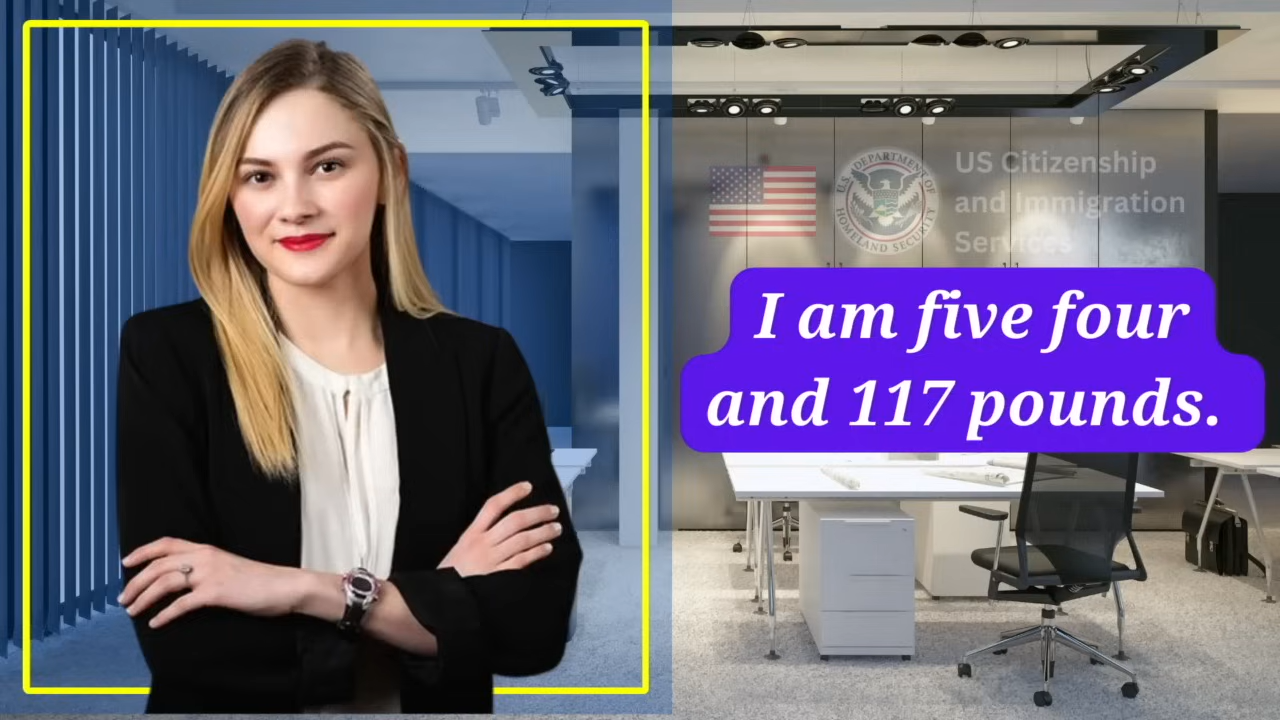 US Citizenship
and Immigration
Services
U.S. DEPARTMENT OF
HOMELAND SECURITY
I am five four
and 117 pounds.